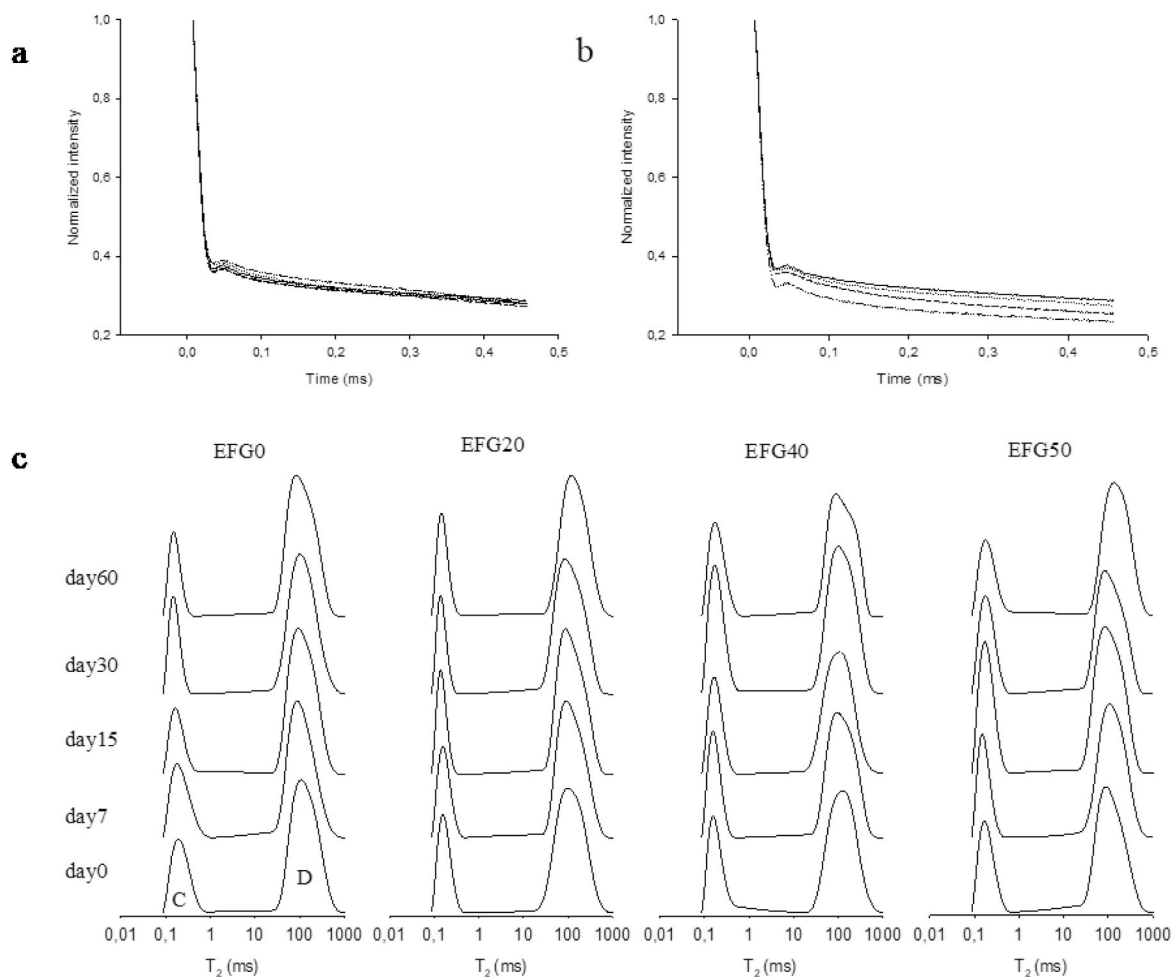 a
1,0
0,8
0,6
0,4
0,2
Normalized intensity
0,0 0,1 0,2 0,3 0,4 0,5
Time (ms)
b
1,0
0,8
0,6
0,4
0,2
Normalized intensity
0,0 0,1 0,2 0,3 0,4 0,5
Time (ms)
c
EFG0 EFG20 EFG40 EFG50
day60
day30
day15
day7
day0
C D
0,01 0,1 1 10 100 1000 0,01 0,1 1 10 100 1000 0,01 0,1 1 10 100 1000 0,01 0,1 1 10 100 1000
T2 (ms) T2 (ms) T2 (ms) T2 (ms)